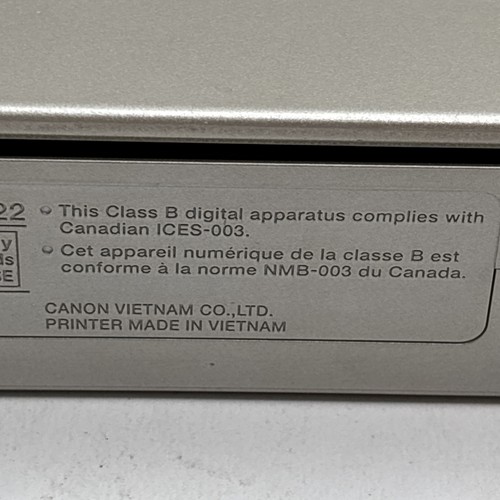 22
This Class B digital apparatus complies with
Canadian ICES-003.
Cet appareil numérique de la classe B est
conforme à la norme NMB-003 du Canada.
CANON VIETNAM CO.,LTD.
PRINTER MADE IN VIETNAM